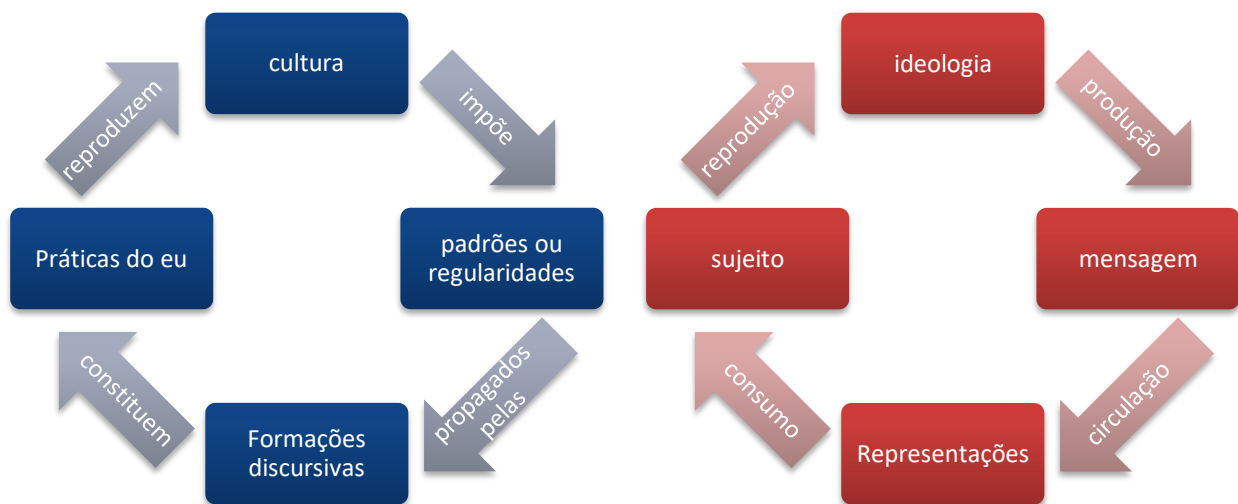 cultura
impõe
padrões ou
regularidades
propagados
pelas
Formações
discursivas
constituem
Práticas do eu
reproduzem
ideologia
produção
mensagem
circulação
Representações
consumo
sujeito
reprodução